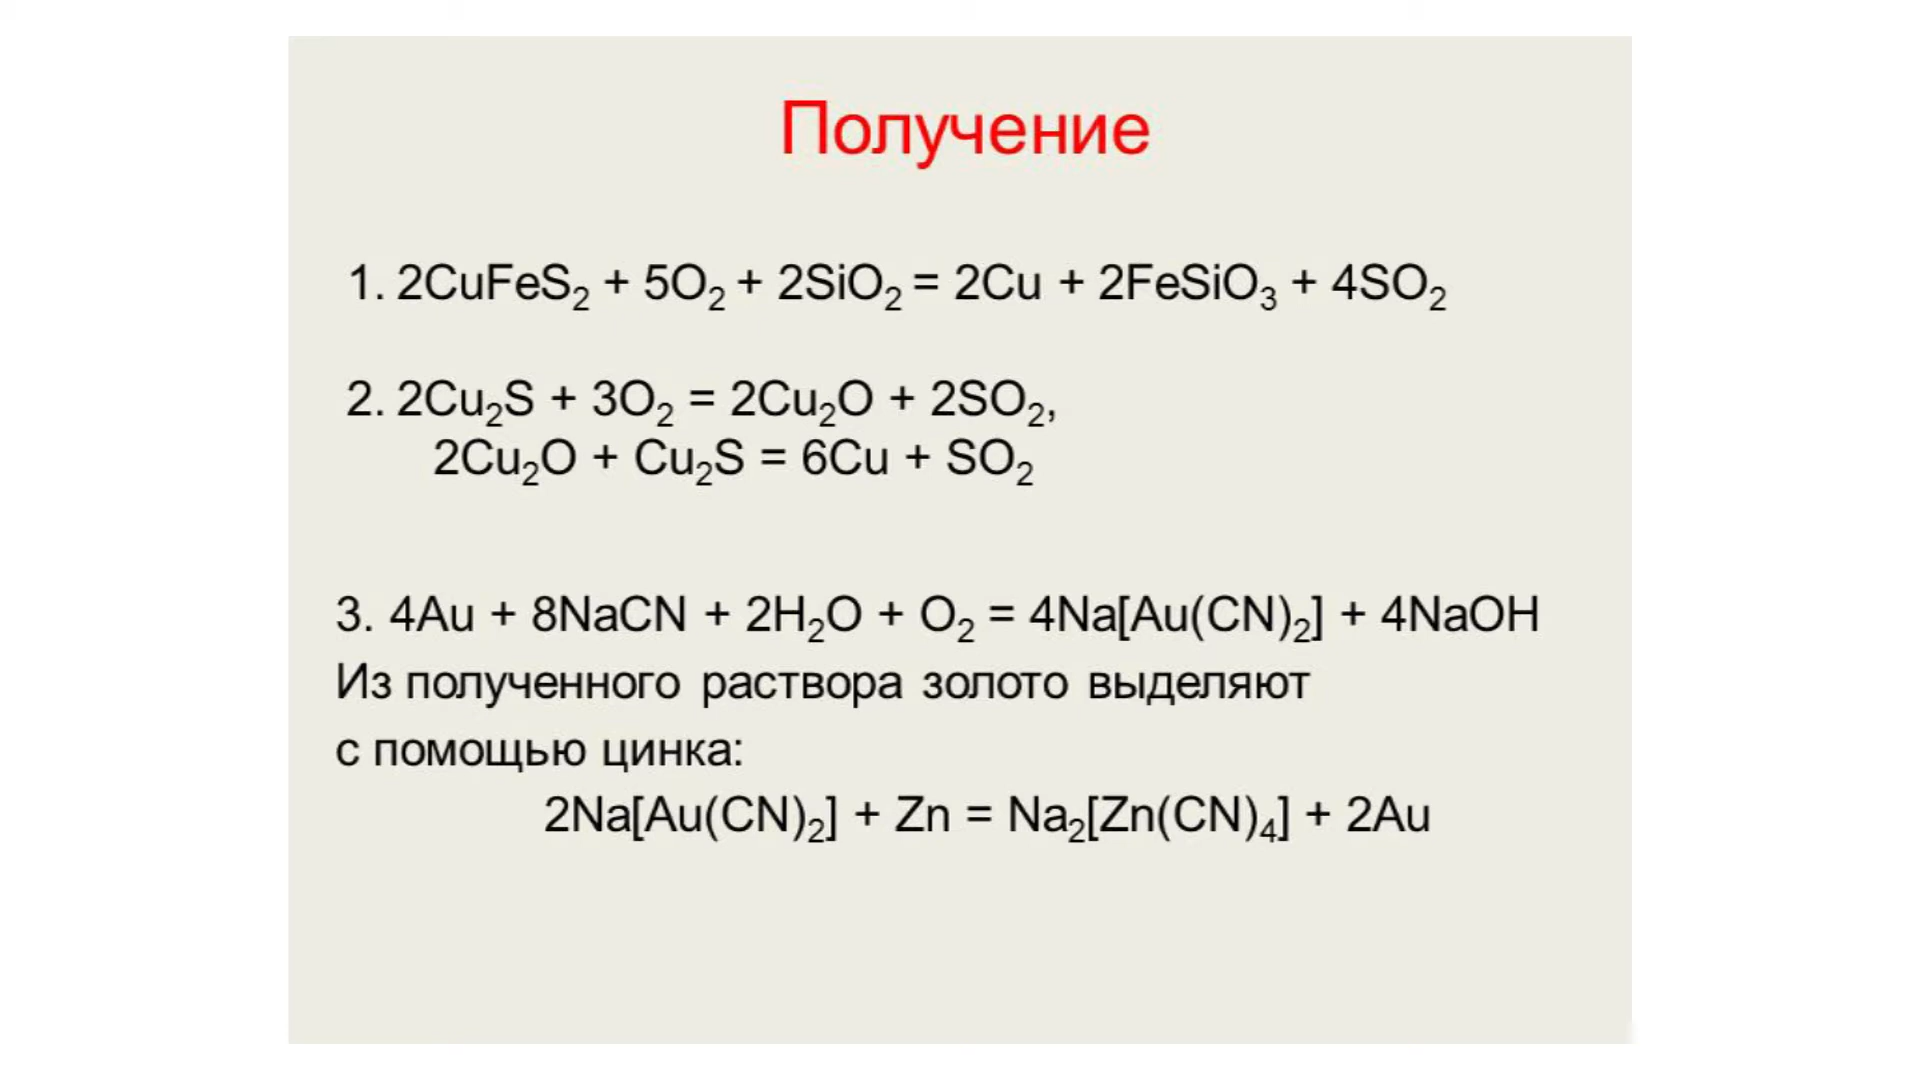 Получение
1. 2CuFeS₂ + 5O₂ + 2SiO₂ = 2Cu + 2FeSiO₃ + 4SO₂
2. 2Cu₂S + 3O₂ = 2Cu₂O + 2SO₂,
2Cu₂O + Cu₂S = 6Cu + SO₂
3. 4Au + 8NaCN + 2H₂O + O₂ = 4Na[Au(CN)₂] + 4NaOH
Из полученного раствора золото выделяют
с помощью цинка:
2Na[Au(CN)₂] + Zn = Na₂[Zn(CN)₄] + 2Au